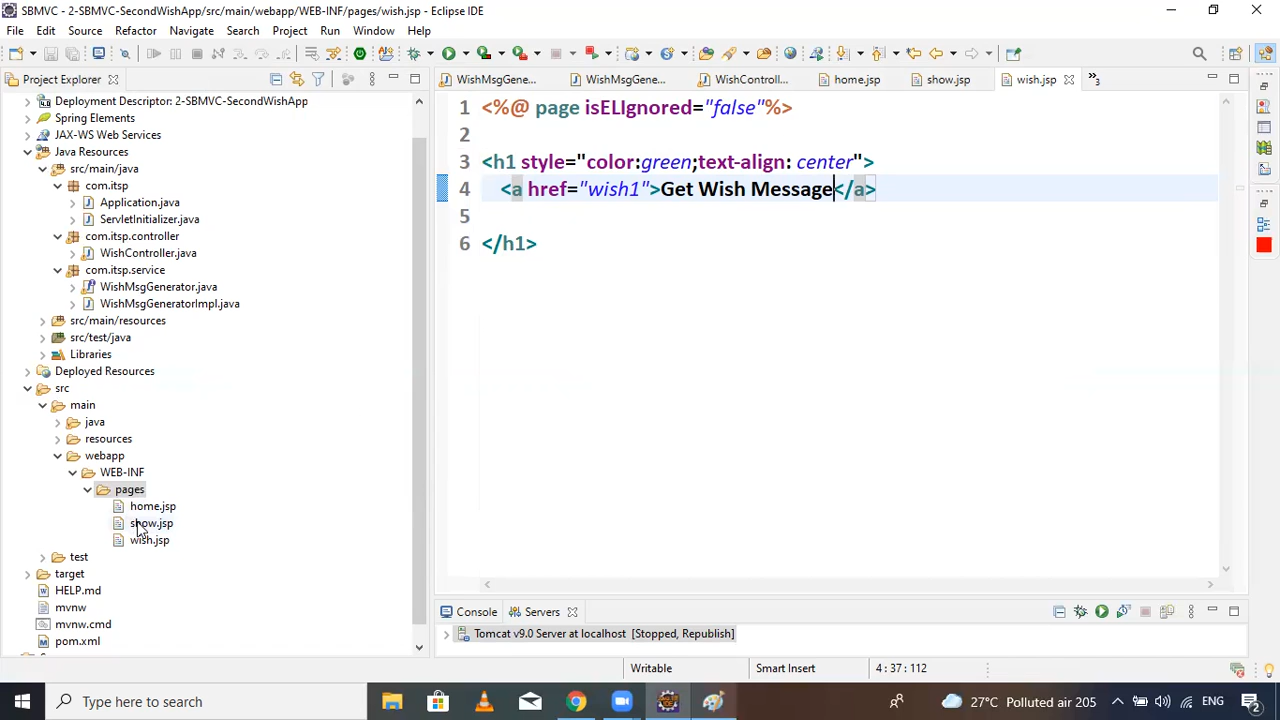 SBMVC - 2-SBMVC-SecondWishApp/src/main/webapp/WEB-INF/pages/wish.jsp - Eclipse IDE
File Edit Source Refactor Navigate Search Project Run Window Help
Project Explorer
WishMsgGene... WishMsgGene... WishControll... home.jsp show.jsp wish.jsp »3
Deployment Descriptor: 2-SBMVC-SecondWishApp
Spring Elements
JAX-WS Web Services
Java Resources
src/main/java
com.itsp
Application.java
ServletInitializer.java
com.itsp.controller
WishController.java
com.itsp.service
WishMsgGenerator.java
WishMsgGeneratorImpl.java
src/main/resources
src/test/java
Libraries
Deployed Resources
src
main
java
resources
webapp
WEB-INF
pages
home.jsp
show.jsp
wish.jsp
test
target
HELP.md
mvnw
mvnw.cmd
pom.xml
1 <%@ page isELIgnored="false"%>
2
3 <h1 style="color:green;text-align: center">
4 <a href="wish1">Get Wish Message</a>
5
6 </h1>
Console Servers
Tomcat v9.0 Server at localhost [Stopped, Republish]
Writable Smart Insert 4 : 37 : 112
Type here to search
27°C Polluted air 205 ENG 2